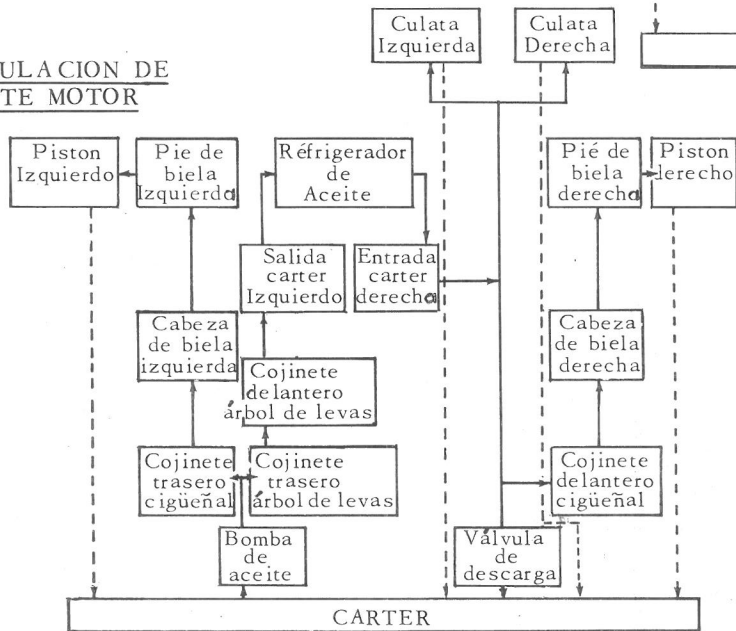 Culata
Izquierda
Culata
Derecha
ULACION DE
TE MOTOR
Piston
Izquierdo
Pie de
biela
Izquierda
Réfrigerador
de
Aceite
Pié de
biela
derecha
Piston
derecho
Salida
carter
Izquierdo
Entrada
carter
derecha
Cabeza
de biela
izquierda
Cabeza
de biela
derecha
Cojinete
delantero
árbol de levas
Cojinete
trasero
cigüeñal
Cojinete
trasero
árbol de levas
Cojinete
delantero
cigüeñal
Bomba
de
aceite
Válvula
de
descarga
CARTER